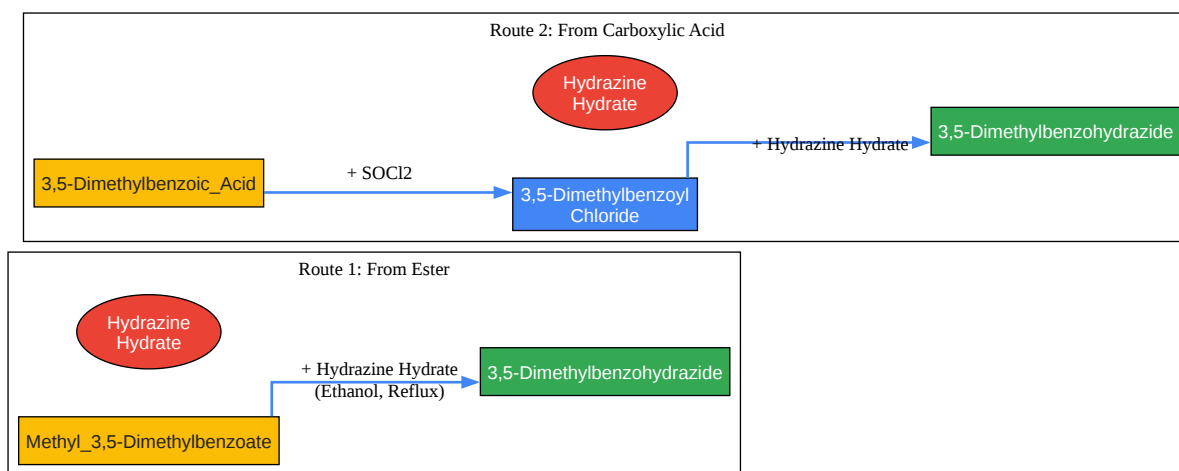 Route 2: From Carboxylic Acid
Hydrazine
Hydrate
3,5-Dimethylbenzohydrazide
+ Hydrazine Hydrate
3,5-Dimethylbenzoic_Acid
+ SOCl2
3,5-Dimethylbenzoyl
Chloride
Route 1: From Ester
Hydrazine
Hydrate
+ Hydrazine Hydrate
(Ethanol, Reflux)
3,5-Dimethylbenzohydrazide
Methyl_3,5-Dimethylbenzoate